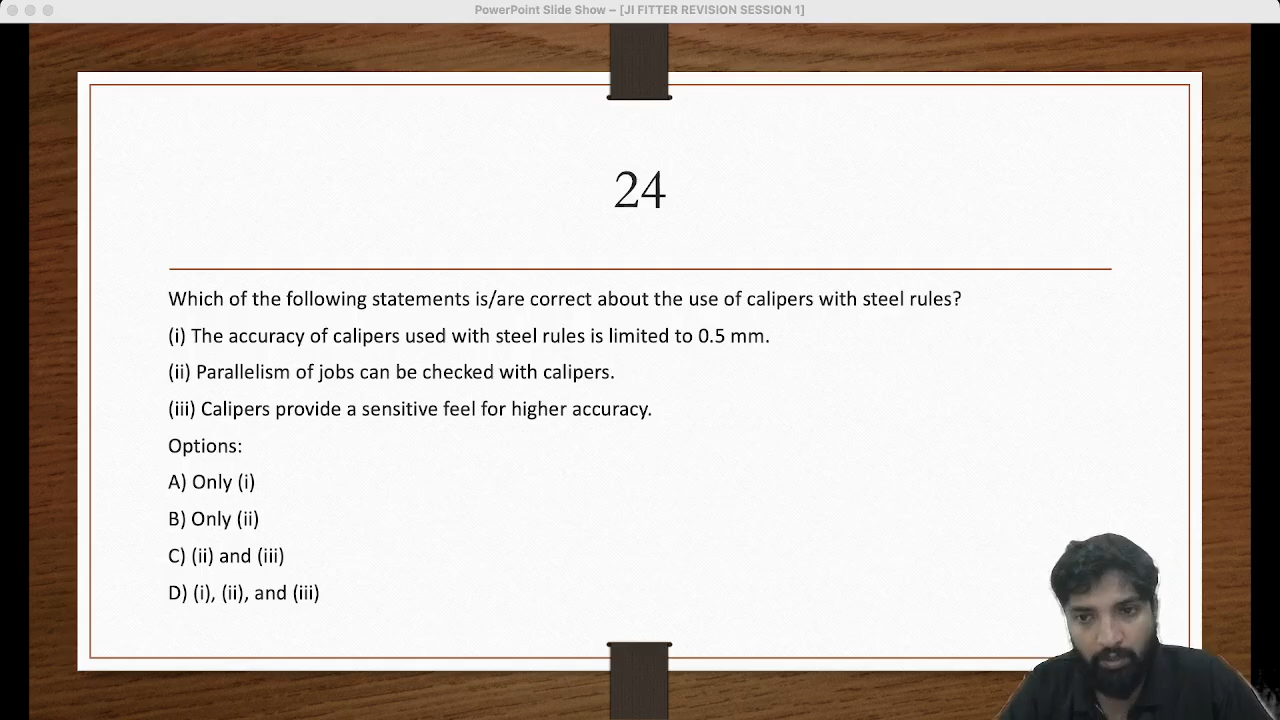 PowerPoint Slide Show – [JI FITTER REVISION SESSION 1]
24
Which of the following statements is/are correct about the use of calipers with steel rules?
(i) The accuracy of calipers used with steel rules is limited to 0.5 mm.
(ii) Parallelism of jobs can be checked with calipers.
(iii) Calipers provide a sensitive feel for higher accuracy.
Options:
A) Only (i)
B) Only (ii)
C) (ii) and (iii)
D) (i), (ii), and (iii)